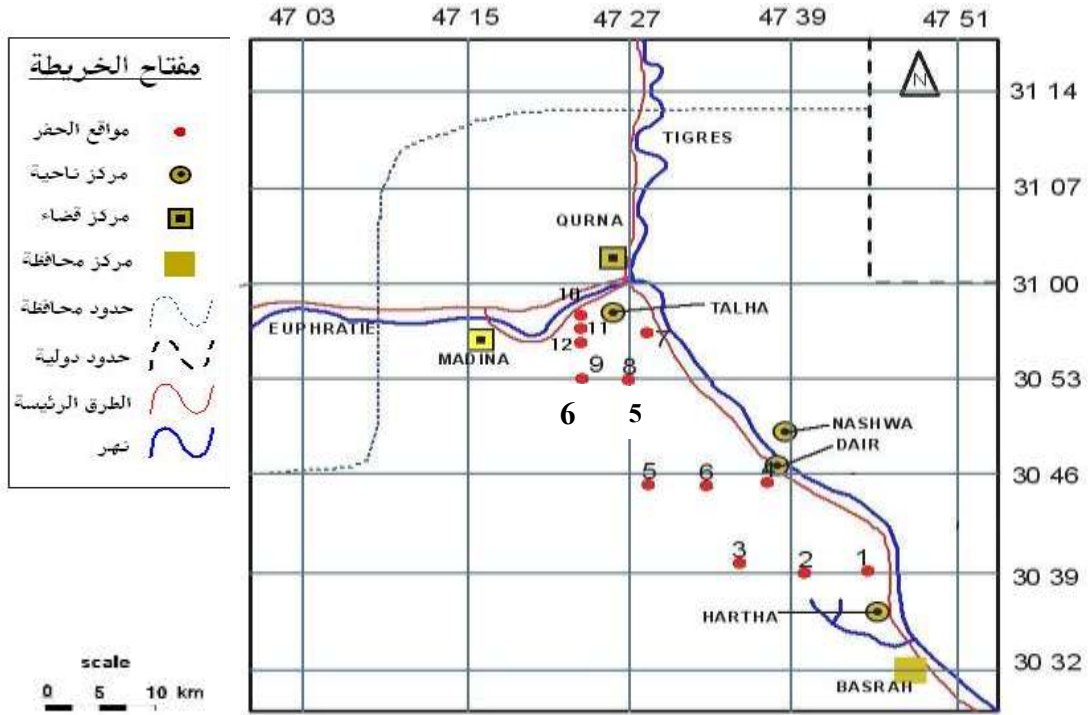 47 03 47 15 47 27 47 39 47 51
مفتاح الخريطة
مواقع الحفر
مركز ناحية
مركز قضاء
مركز محافظة
حدود محافظة
حدود دولية
الطرق الرئيسة
نهر
N
31 14
TIGRES
31 07
QURNA
31 00
10
TALHA
EUPHRATIE
11
7
12
MADINA
9 8
30 53
6 5
NASHWA
DAIR
30 46
5 6 4
3 2 1
30 39
HARTHA
30 32
BASRAH
scale
0 5 10 km